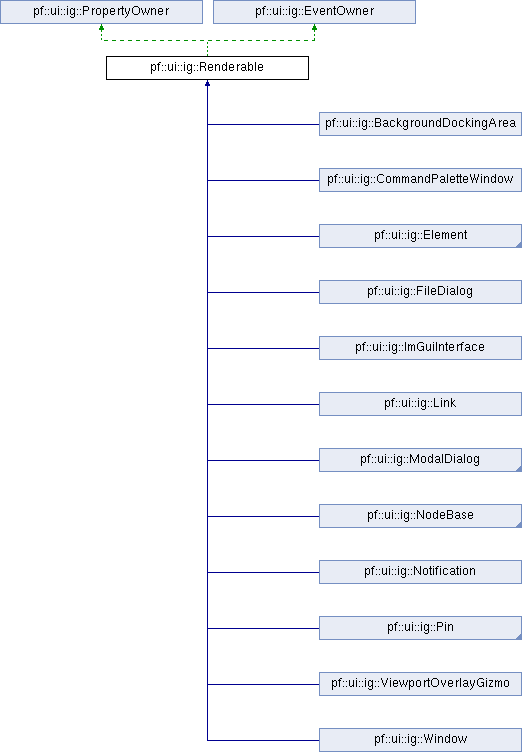 pf::ui::ig::PropertyOwner
pf::ui::ig::EventOwner
pf::ui::ig::Renderable
pf::ui::ig::BackgroundDockingArea
pf::ui::ig::CommandPaletteWindow
pf::ui::ig::Element
pf::ui::ig::FileDialog
pf::ui::ig::ImGuiInterface
pf::ui::ig::Link
pf::ui::ig::ModalDialog
pf::ui::ig::NodeBase
pf::ui::ig::Notification
pf::ui::ig::Pin
pf::ui::ig::ViewportOverlayGizmo
pf::ui::ig::Window